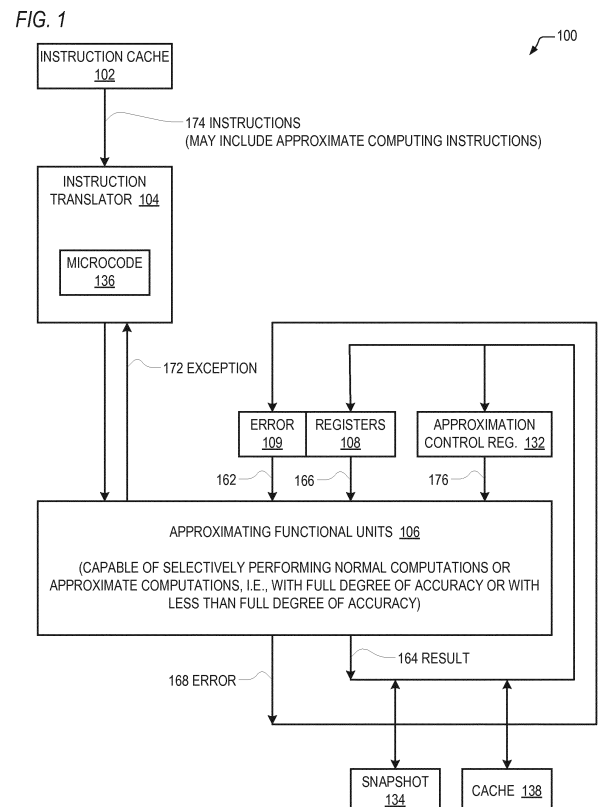 FIG. 1
100
INSTRUCTION CACHE
102
174 INSTRUCTIONS
(MAY INCLUDE APPROXIMATE COMPUTING INSTRUCTIONS)
INSTRUCTION
TRANSLATOR 104
MICROCODE
136
172 EXCEPTION
ERROR
109
REGISTERS
108
APPROXIMATION
CONTROL REG. 132
162
166
176
APPROXIMATING FUNCTIONAL UNITS 106
(CAPABLE OF SELECTIVELY PERFORMING NORMAL COMPUTATIONS OR
APPROXIMATE COMPUTATIONS, I.E., WITH FULL DEGREE OF ACCURACY OR WITH
LESS THAN FULL DEGREE OF ACCURACY)
164 RESULT
168 ERROR
SNAPSHOT
134
CACHE 138